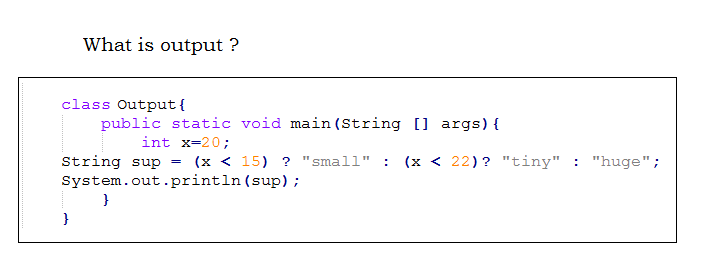 What is output ?
class Output{
public static void main(String [] args){
int x=20;
String sup = (x < 15) ? "small" : (x < 22)? "tiny" : "huge";
System.out.println(sup);
}
}